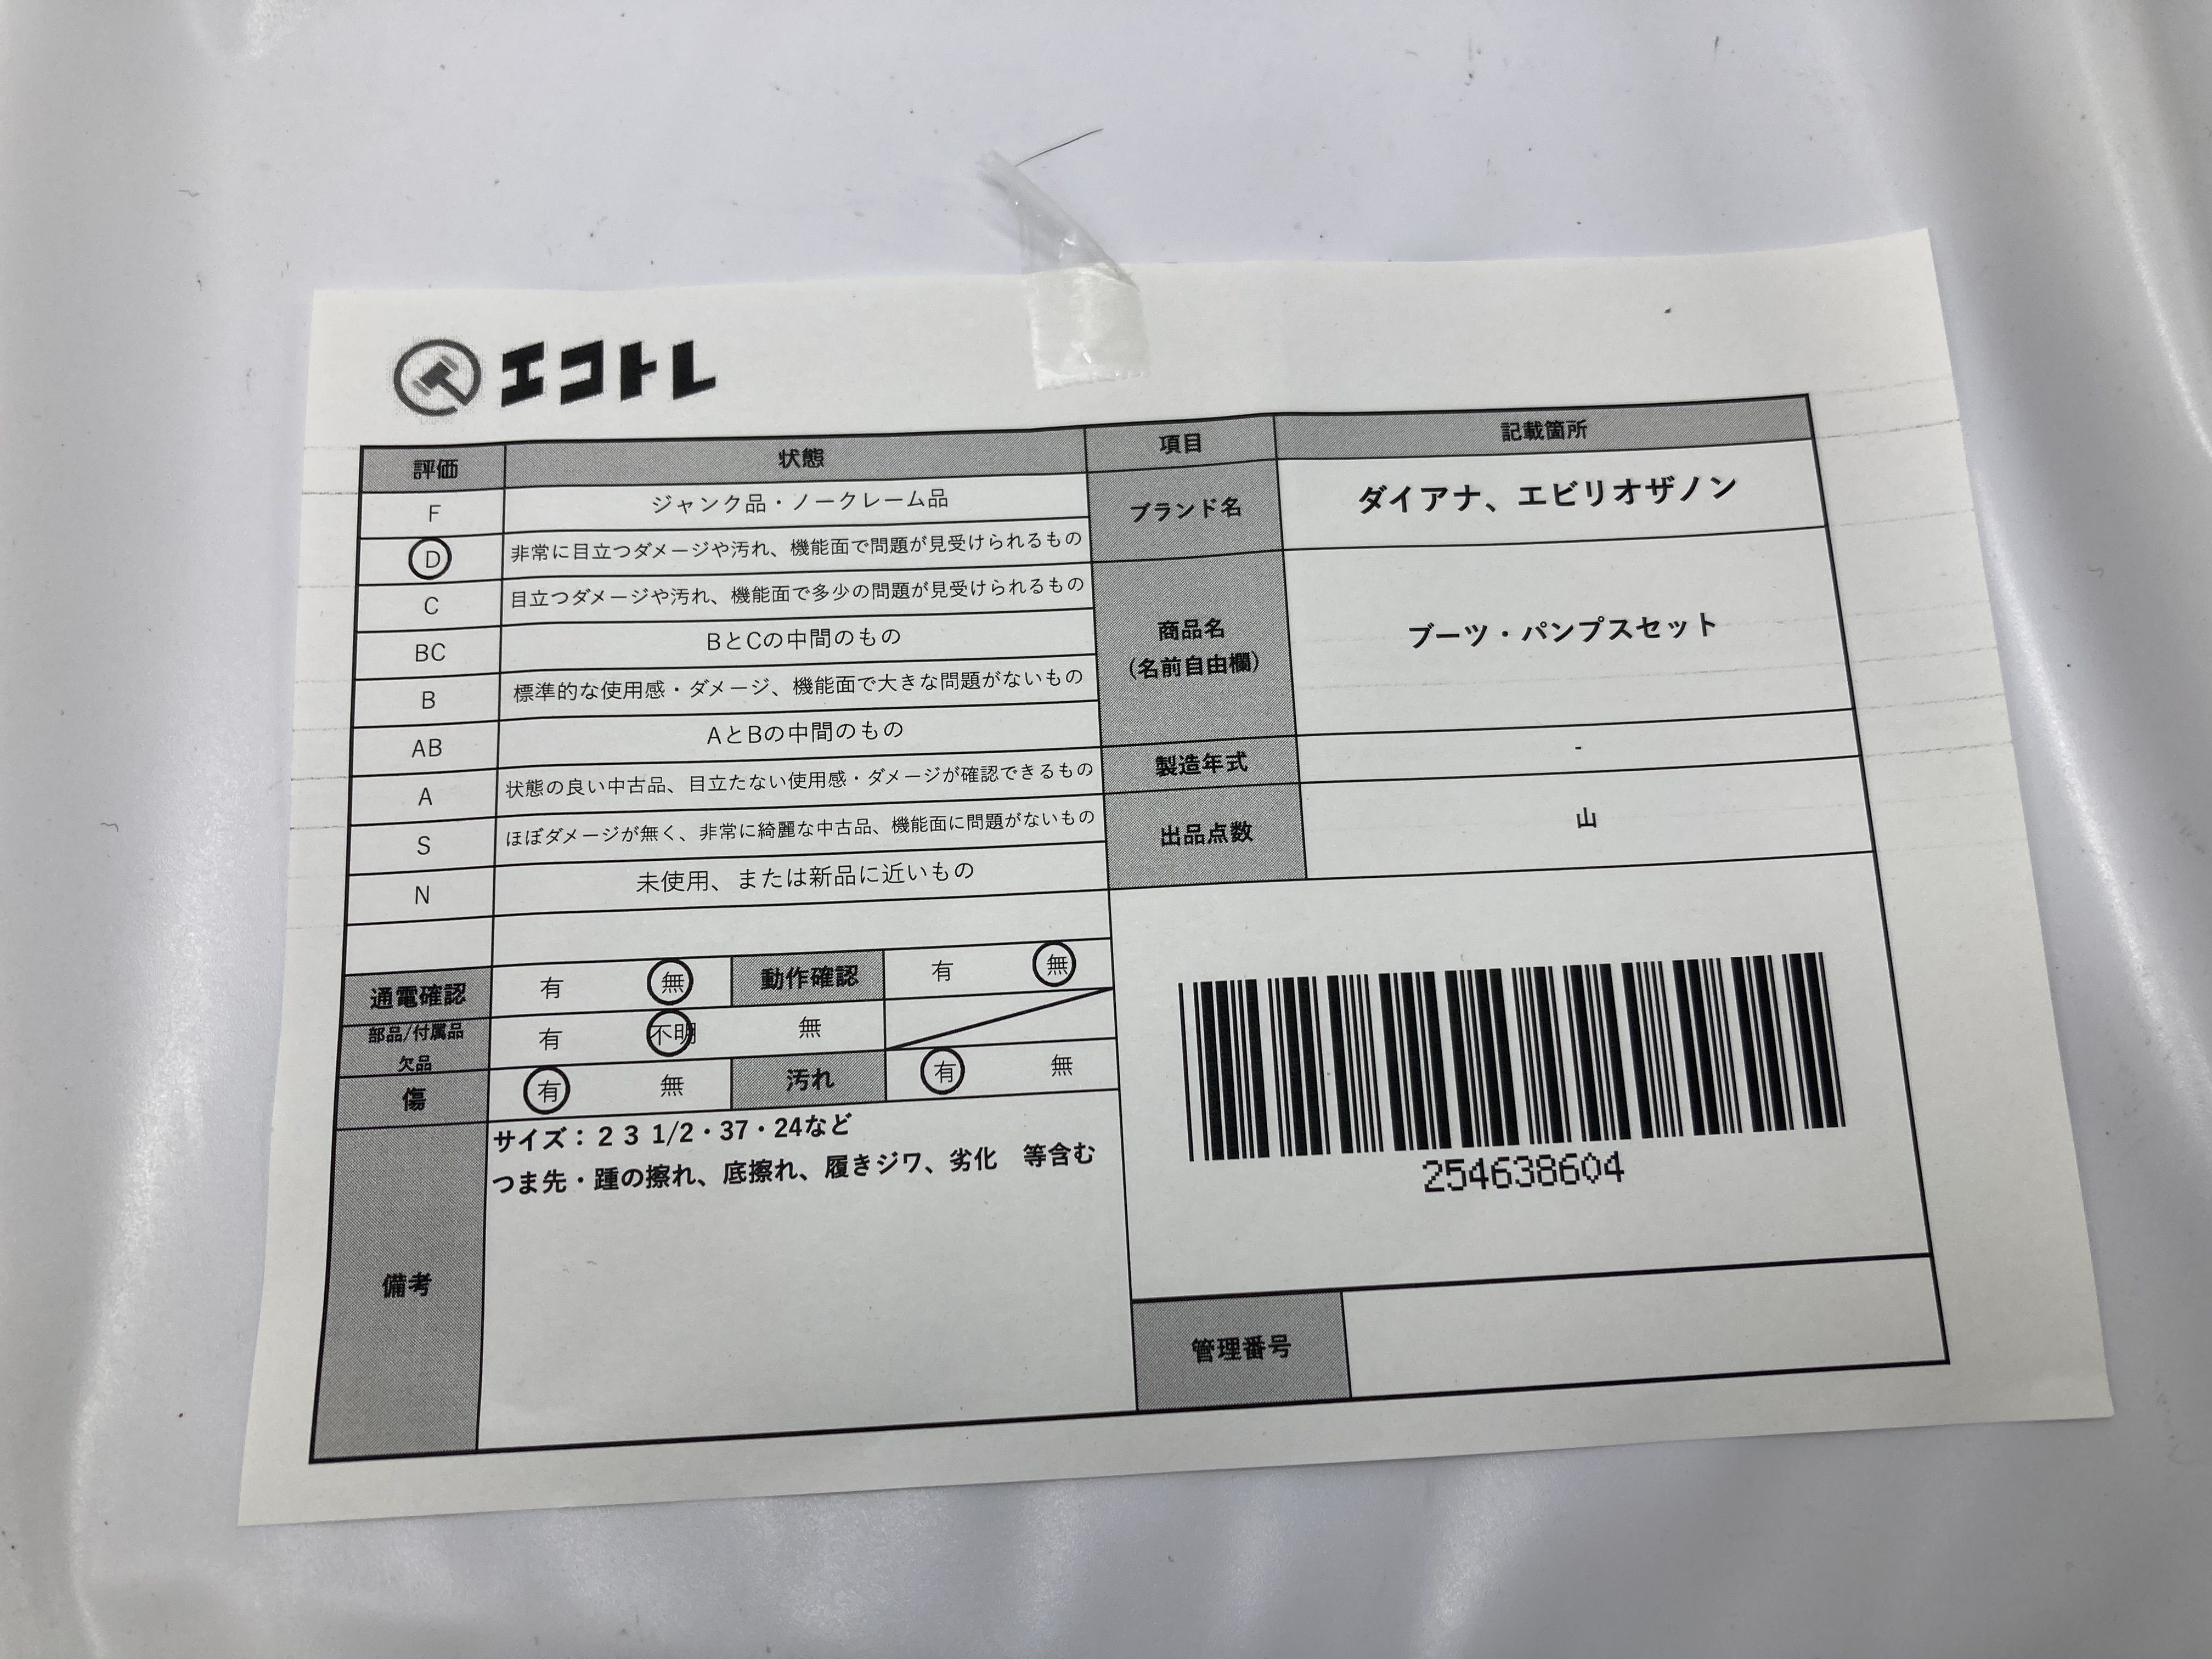 エコトレ
評価 状態 項目 記載箇所
F ジャンク品・ノークレーム品
D 非常に目立つダメージや汚れ、機能面で問題が見受けられるもの
C 目立つダメージや汚れ、機能面で多少の問題が見受けられるもの
BC BとCの中間のもの
B 標準的な使用感・ダメージ、機能面で大きな問題がないもの
AB AとBの中間のもの
A 状態の良い中古品、目立たない使用感・ダメージが確認できるもの
S ほぼダメージが無く、非常に綺麗な中古品、機能面に問題がないもの
N 未使用、または新品に近いもの
ブランド名 ダイアナ、エビリオザノン
商品名
(名前自由欄) ブーツ・パンプスセット
製造年式 -
出品点数 山
通電確認 有 無 動作確認 有 無
部品/付属品
欠品 有 不明 無
傷 有 無 汚れ 有 無
備考
サイズ：２３ 1/2・37・24など
つま先・踵の擦れ、底擦れ、履きジワ、劣化　等含む
254638604
管理番号